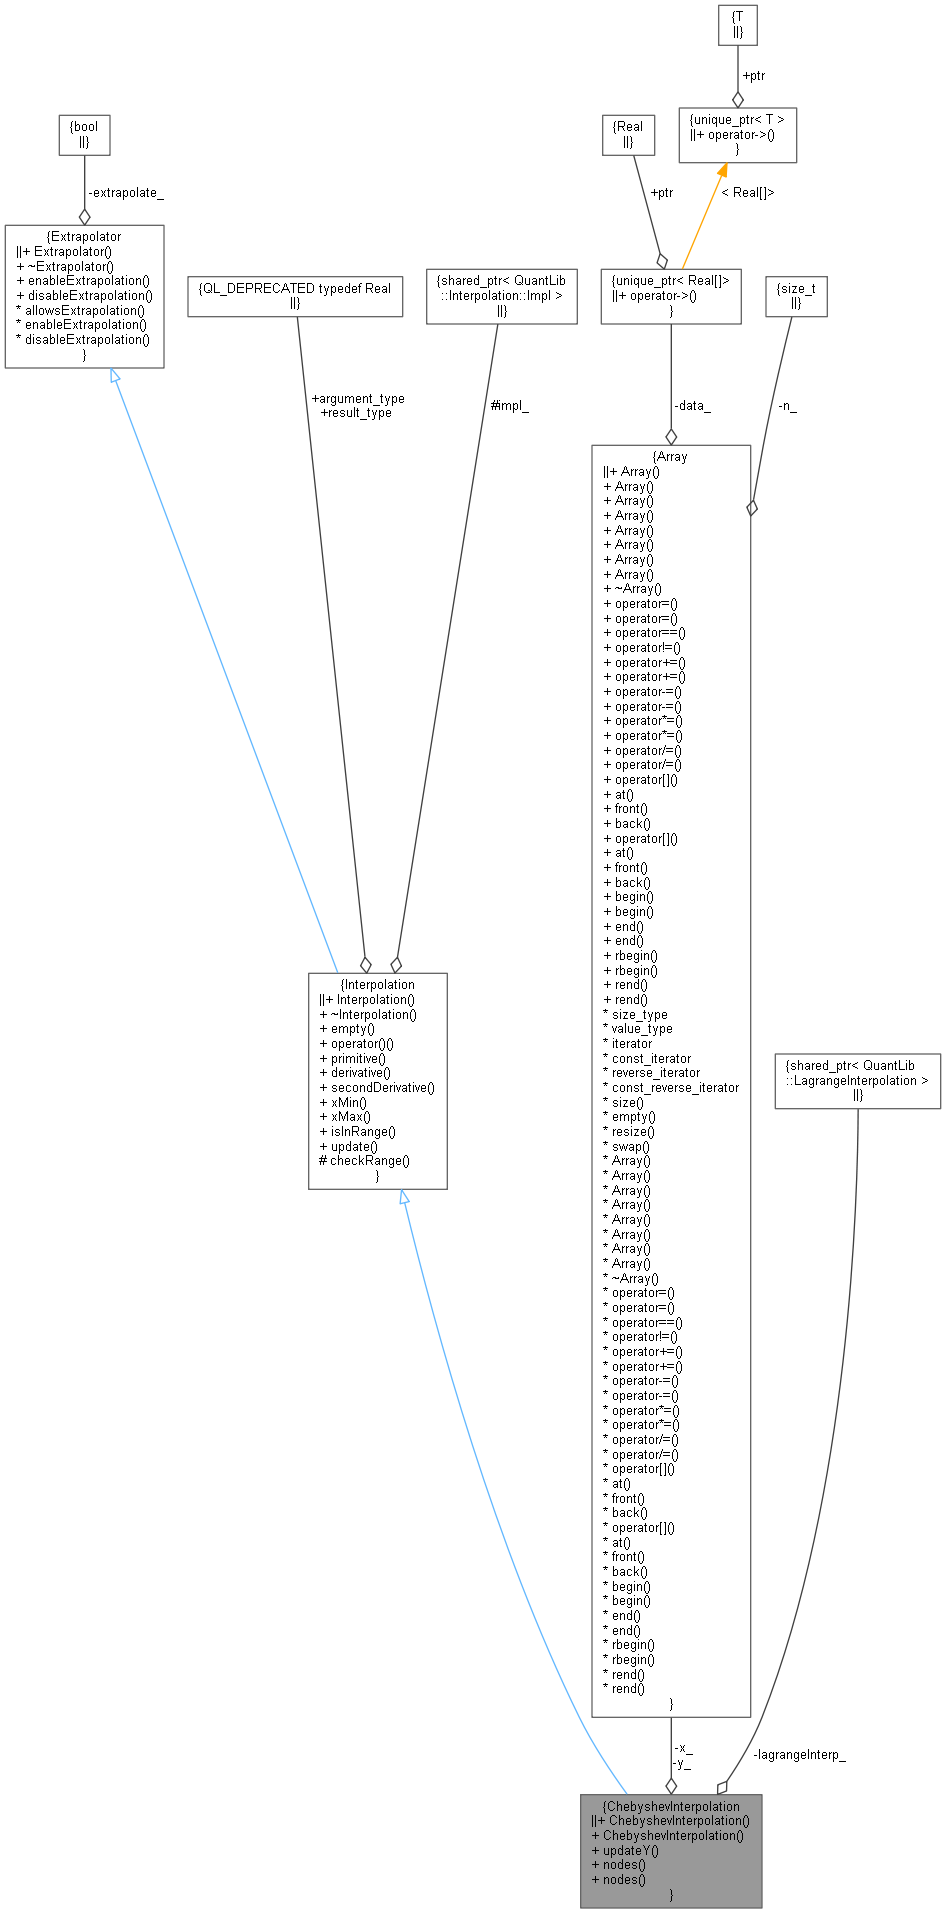 {T
||}
+ptr
{unique_ptr< T >
||+ operator->()
}
{bool
||}
-extrapolate_
{Real
||}
+ptr
< Real[]>
{Extrapolator
||+ Extrapolator()
+ ~Extrapolator()
+ enableExtrapolation()
+ disableExtrapolation()
* allowsExtrapolation()
* enableExtrapolation()
* disableExtrapolation()
}
{QL_DEPRECATED typedef Real
||}
+argument_type
+result_type
{shared_ptr< QuantLib
::Interpolation::Impl >
||}
#impl_
{unique_ptr< Real[]>
||+ operator->()
}
-data_
{size_t
||}
-n_
{Array
||+ Array()
+ Array()
+ Array()
+ Array()
+ Array()
+ Array()
+ Array()
+ Array()
+ ~Array()
+ operator=()
+ operator=()
+ operator==()
+ operator!=()
+ operator+=()
+ operator+=()
+ operator-=()
+ operator-=()
+ operator*=()
+ operator*=()
+ operator/=()
+ operator/=()
+ operator[]()
+ at()
+ front()
+ back()
+ operator[]()
+ at()
+ front()
+ back()
+ begin()
+ begin()
+ end()
+ end()
+ rbegin()
+ rbegin()
+ rend()
+ rend()
* size_type
* value_type
* iterator
* const_iterator
* reverse_iterator
* const_reverse_iterator
* size()
* empty()
* resize()
* swap()
* Array()
* Array()
* Array()
* Array()
* Array()
* Array()
* Array()
* Array()
* ~Array()
* operator=()
* operator=()
* operator==()
* operator!=()
* operator+=()
* operator+=()
* operator-=()
* operator-=()
* operator*=()
* operator*=()
* operator/=()
* operator/=()
* operator[]()
* at()
* front()
* back()
* operator[]()
* at()
* front()
* back()
* begin()
* begin()
* end()
* end()
* rbegin()
* rbegin()
* rend()
* rend()
}
{Interpolation
||+ Interpolation()
+ ~Interpolation()
+ empty()
+ operator()()
+ primitive()
+ derivative()
+ secondDerivative()
+ xMin()
+ xMax()
+ isInRange()
+ update()
# checkRange()
}
{shared_ptr< QuantLib
::LagrangeInterpolation >
||}
-x_
-y_
-lagrangeInterp_
{ChebyshevInterpolation
||+ ChebyshevInterpolation()
+ ChebyshevInterpolation()
+ updateY()
+ nodes()
+ nodes()
}